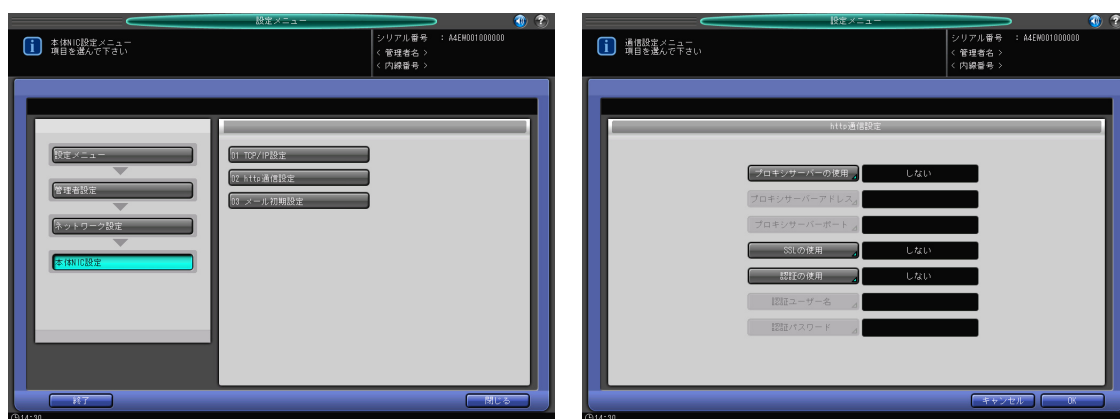 設定メニュー
本体NIC設定メニュー
項目を選んで下さい
シリアル番号 : A4EW001000000
< 管理者名 >
< 内線番号 >
設定メニュー
管理者設定
ネットワーク設定
本体NIC設定
01 TCP/IP設定
02 http通信設定
03 メール初期設定
終了
閉じる
14:30
設定メニュー
通信設定メニュー
項目を選んで下さい
シリアル番号 : A4EW001000000
< 管理者名 >
< 内線番号 >
http通信設定
プロキシサーバーの使用 しない
プロキシサーバーアドレス
プロキシサーバーポート
SSLの使用 しない
認証の使用 しない
認証ユーザー名
認証パスワード
キャンセル
OK
14:30